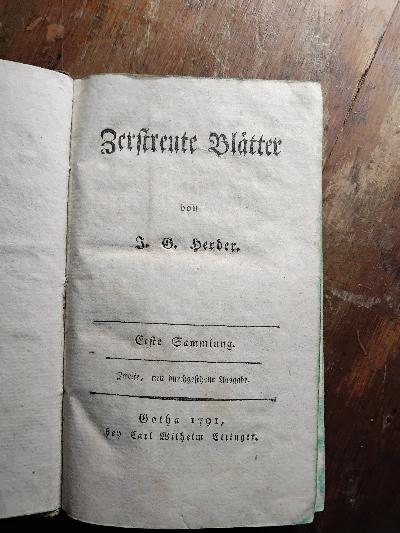 Zerstreute Blätter
von
J. G. Herder.
Erste Sammlung.
Zweite, neu durchgesehene Ausgabe.
Gotha 1791,
bey Carl Wilhelm Ettinger.